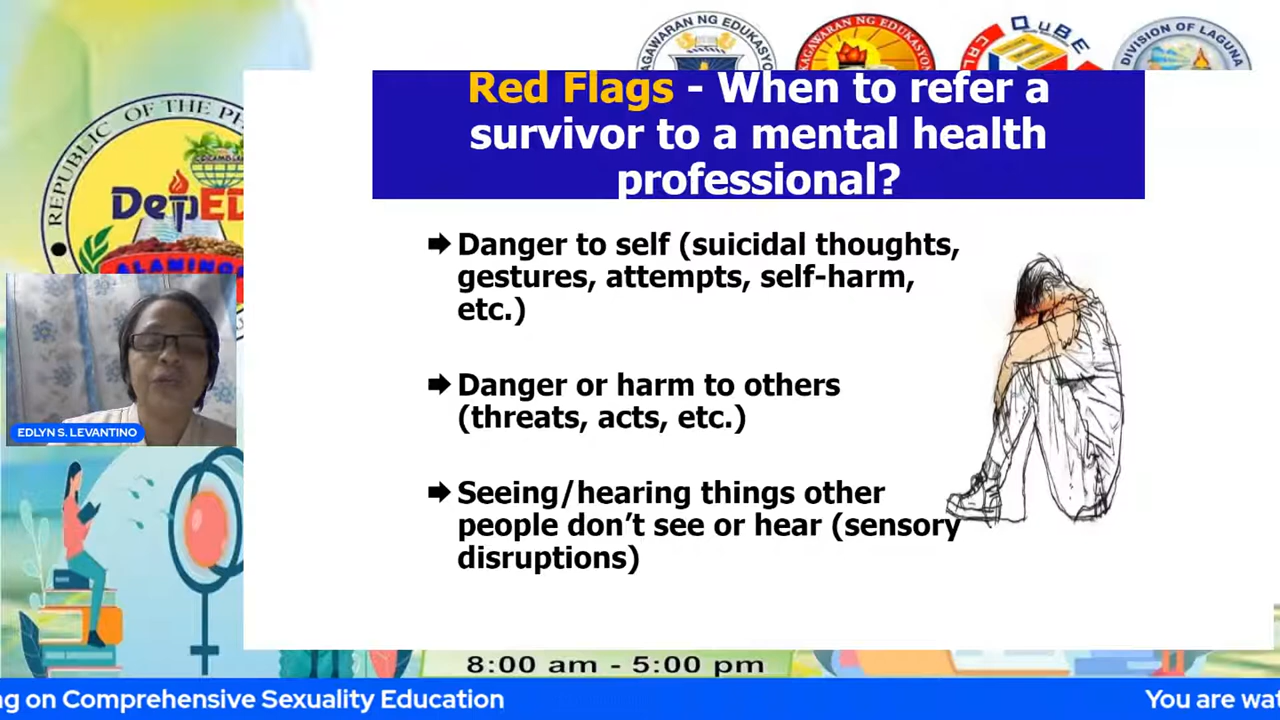 KAGAWARAN NG EDUKASYON
KAGAWARAN NG EDUKASYON
QuBE
DIVISION OF LAGUNA
REPUBLIC OF THE
DepED
Red Flags - When to refer a
survivor to a mental health
professional?
🡆 Danger to self (suicidal thoughts,
gestures, attempts, self-harm,
etc.)
🡆 Danger or harm to others
(threats, acts, etc.)
🡆 Seeing/hearing things other
people don’t see or hear (sensory
disruptions)
EDLYN S. LEVANTINO
8:00 am - 5:00 pm
ng on Comprehensive Sexuality Education
You are wat